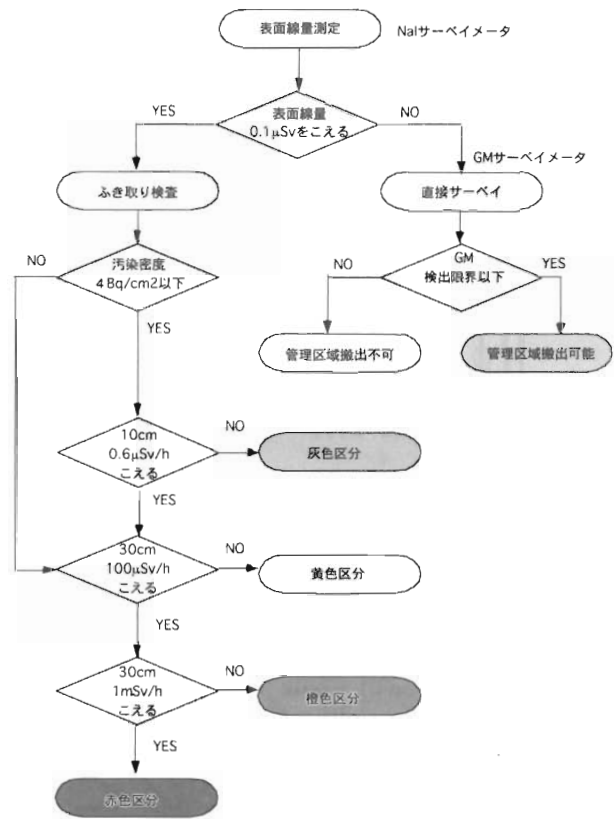 表面線量測定
NaIサーベイメータ
YES
表面線量
0.1μSvをこえる
NO
GMサーベイメータ
ふき取り検査
直接サーベイ
NO
汚染密度
4 Bq/cm2以下
YES
NO
GM
検出限界以下
YES
管理区域搬出不可
管理区域搬出可能
10cm
0.6μSv/h
こえる
NO
灰色区分
YES
30cm
100μSv/h
こえる
NO
黄色区分
YES
30cm
1mSv/h
こえる
NO
橙色区分
YES
赤色区分